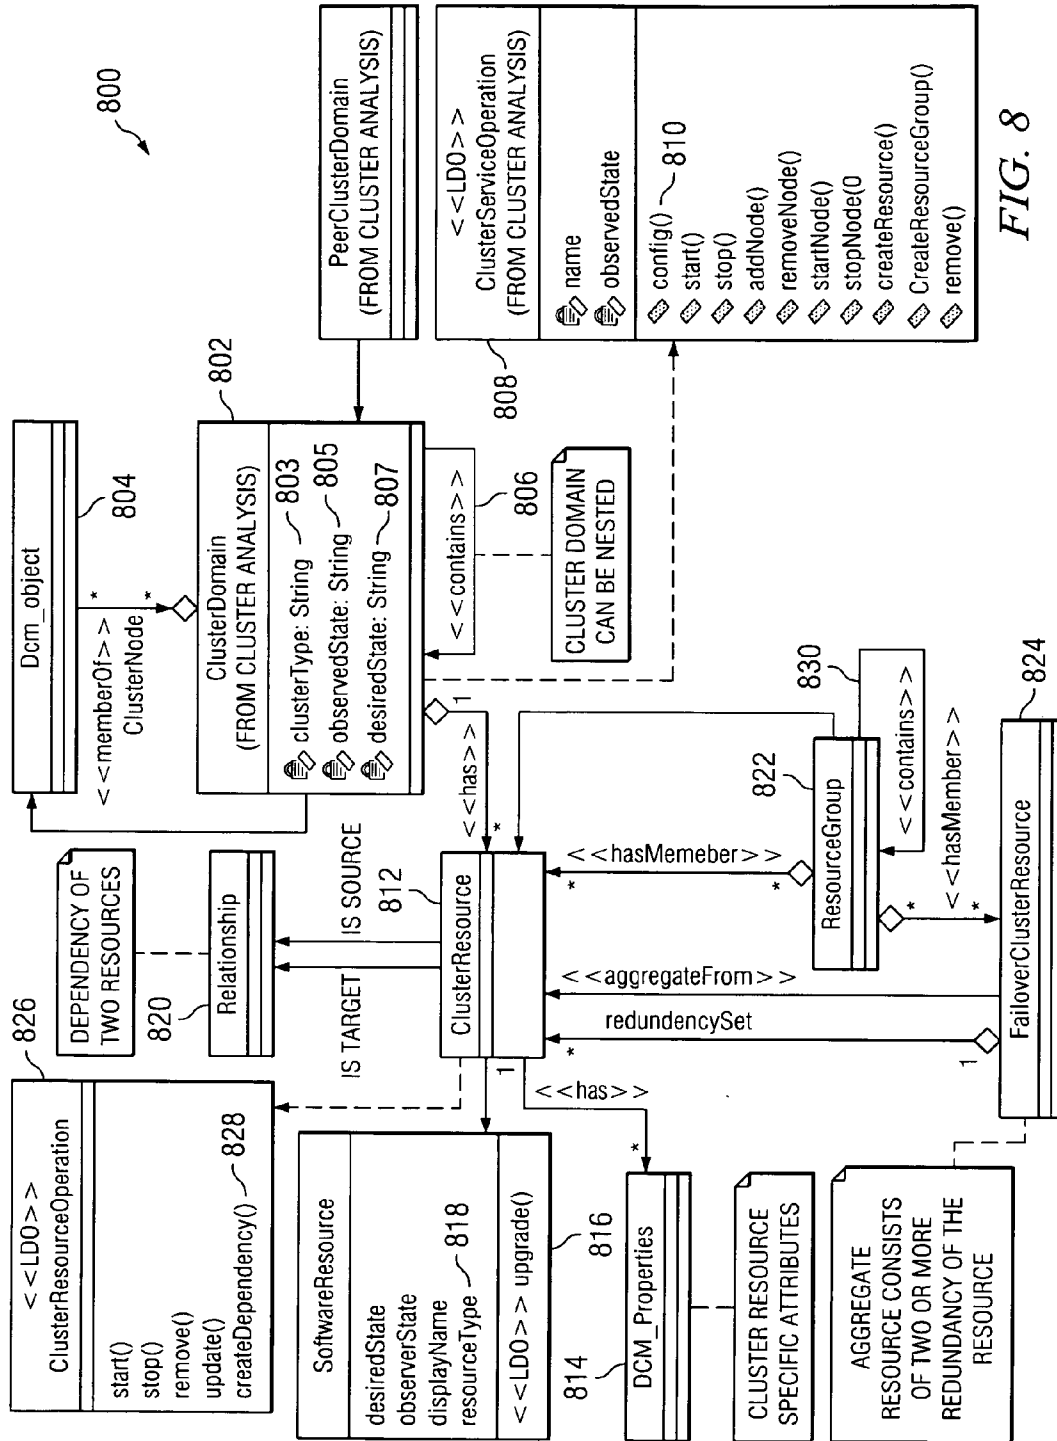 800
Dcm_object
804
<<memberOf>>
ClusterNode
*
*
ClusterDomain
(FROM CLUSTER ANALYSIS)
802
clusterType: String
803
observedState: String
805
desiredState: String
807
<<contains>>
806
CLUSTER DOMAIN
CAN BE NESTED
PeerClusterDomain
(FROM CLUSTER ANALYSIS)
808
<<LDO>>
ClusterServiceOperation
(FROM CLUSTER ANALYSIS)
name
observedState
config()
810
start()
stop()
addNode()
removeNode()
startNode()
stopNode(0
createResource()
CreateResourceGroup()
remove()
DEPENDENCY OF
TWO RESOURCES
Relationship
820
IS TARGET
IS SOURCE
1
<<has>>
*
ClusterResource
812
826
<<LDO>>
ClusterResourceOperation
start()
stop()
remove()
update()
createDependency()
828
SoftwareResource
desiredState
observerState
displayName
resourceType
818
<<LDO>> upgrade()
816
1
<<has>>
*
DCM_Properties
814
CLUSTER RESOURCE
SPECIFIC ATTRIBUTES
<<hasMemeber>>
*
*
ResourceGroup
822
<<contains>>
830
<<hasMember>>
*
*
<<aggregateFrom>>
redundencySet
*
1
FailoverClusterResource
824
AGGREGATE
RESOURCE CONSISTS
OF TWO OR MORE
REDUNDANCY OF THE
RESOURCE
FIG. 8